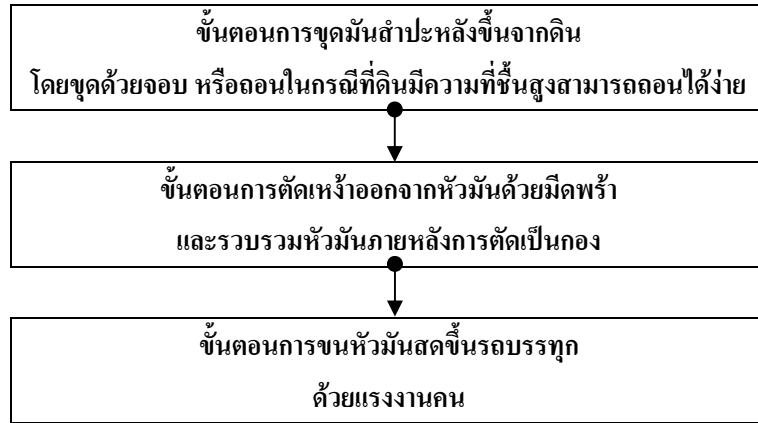 ขั้นตอนการขุดมันสำปะหลังขึ้นจากดิน
โดยขุดด้วยจอบ หรือถอนในกรณีที่ดินมีความที่ชื้นสูงสามารถถอนได้ง่าย
ขั้นตอนการตัดเหง้าออกจากหัวมันด้วยมีดพร้า
และรวบรวมหัวมันภายหลังการตัดเป็นกอง
ขั้นตอนการขนหัวมันสดขึ้นรถบรรทุก
ด้วยแรงงานคน